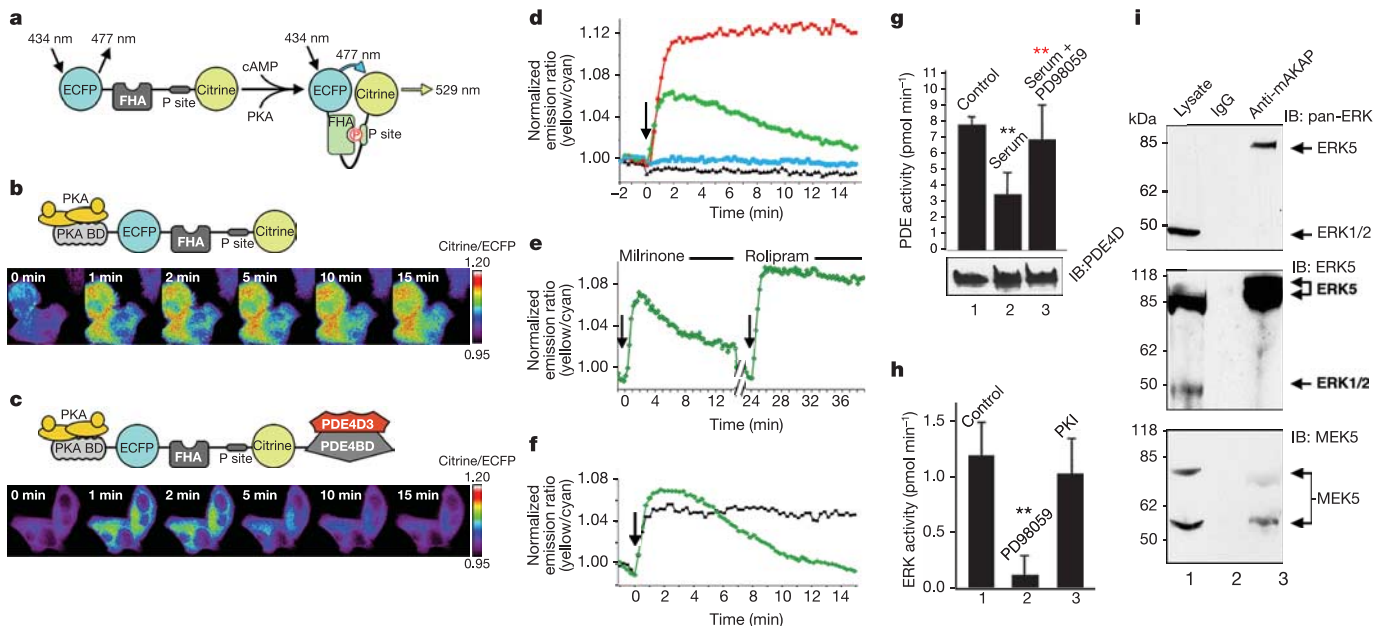 a
434 nm
477 nm
ECFP
FHA
P site
Citrine
cAMP
PKA
434 nm
477 nm
ECFP
Citrine
529 nm
FHA
P
P site
b
PKA
PKA BD
ECFP
FHA
P site
Citrine
Citrine/ECFP
1.20
0.95
0 min 1 min 2 min 5 min 10 min 15 min
c
PKA
PKA BD
ECFP
FHA
P site
Citrine
PDE4D3
PDE4BD
Citrine/ECFP
1.20
0.95
0 min 1 min 2 min 5 min 10 min 15 min
d
Normalized
emission ratio
(yellow/cyan)
1.12
1.08
1.04
1.00
−2 0 2 4 6 8 10 12 14
Time (min)
e
Milrinone
Rolipram
Normalized
emission ratio
(yellow/cyan)
1.08
1.04
1.00
0 4 8 12 24 28 32 36
Time (min)
f
Normalized
emission ratio
(yellow/cyan)
1.08
1.04
1.00
0 2 4 6 8 10 12 14
Time (min)
g
PDE activity (pmol min−1)
13
12
11
10
9
8
7
6
5
4
3
2
1
0
Control
**
Serum
**
Serum +
PD98059
IB:PDE4D
1 2 3
h
ERK activity (pmol min−1)
1.5
1.0
0.5
0.0
Control
**
PD98059
PKI
1 2 3
i
Lysate
IgG
Anti-mAKAP
kDa
IB: pan-ERK
85
62
50
ERK5
ERK1/2
IB: ERK5
118
85
62
50
ERK5
ERK1/2
IB: MEK5
118
85
62
50
MEK5
1 2 3